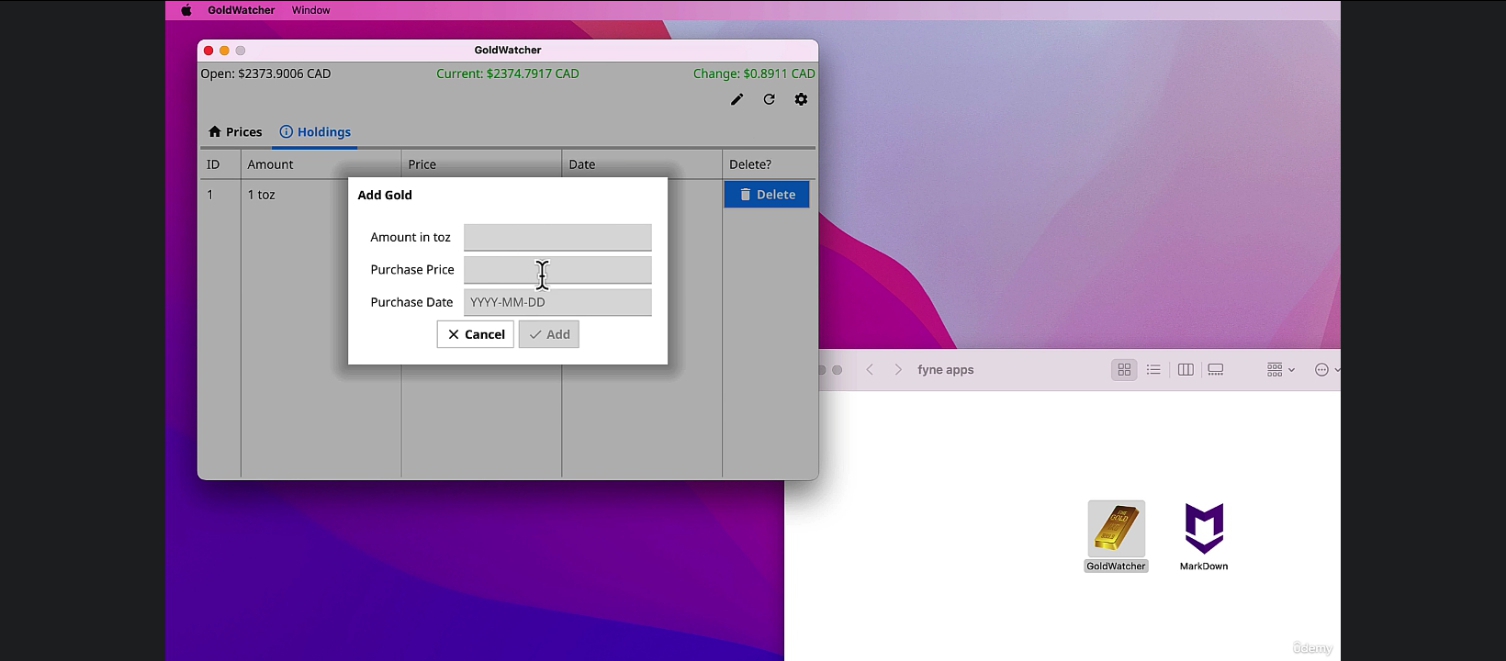 GoldWatcher Window
GoldWatcher
Open: $2373.9006 CAD Current: $2374.7917 CAD Change: $0.8911 CAD
Prices Holdings
ID Amount Price Date Delete?
1 1 toz Delete
Add Gold
Amount in toz
Purchase Price
Purchase Date YYYY-MM-DD
Cancel Add
fyne apps
GoldWatcher MarkDown
ûdemy